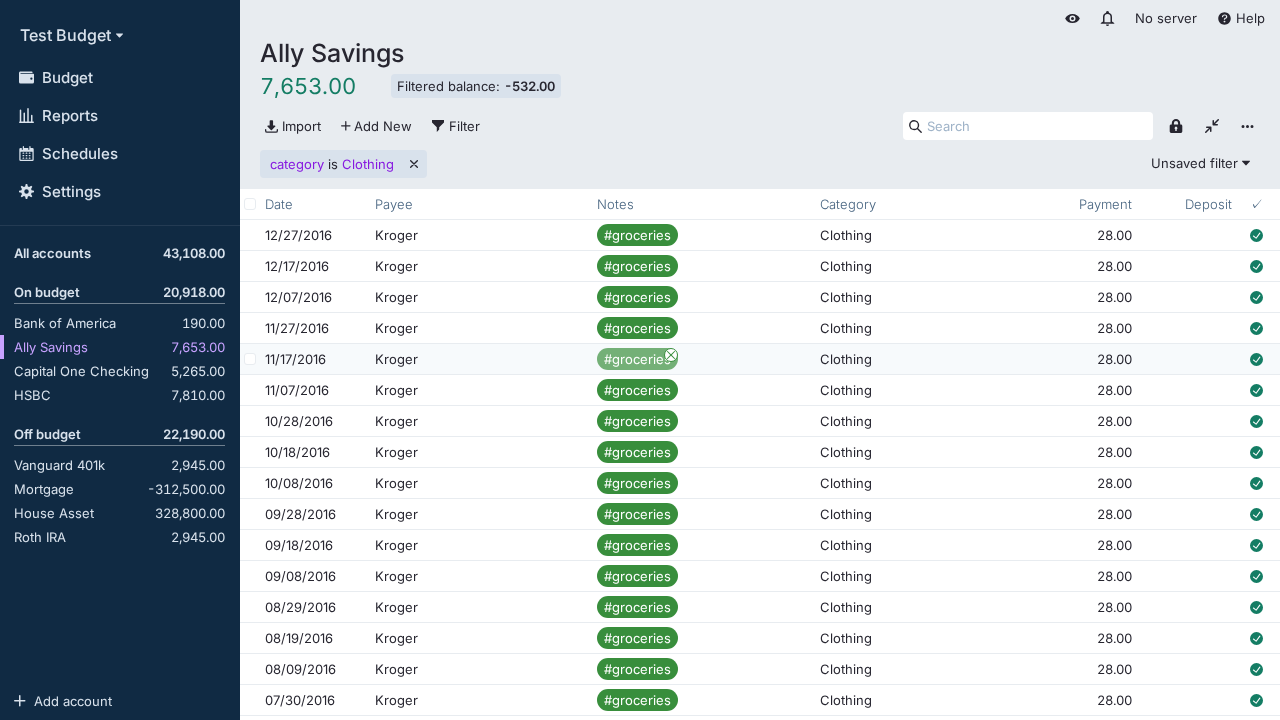 Test Budget
Budget
Reports
Schedules
Settings
All accounts 43,108.00
On budget 20,918.00
Bank of America 190.00
Ally Savings 7,653.00
Capital One Checking 5,265.00
HSBC 7,810.00
Off budget 22,190.00
Vanguard 401k 2,945.00
Mortgage -312,500.00
House Asset 328,800.00
Roth IRA 2,945.00
Add account
No server Help
Ally Savings
7,653.00 Filtered balance: -532.00
Import Add New Filter Search
category is Clothing Unsaved filter
Date Payee Notes Category Payment Deposit ✓
12/27/2016 Kroger #groceries Clothing 28.00
12/17/2016 Kroger #groceries Clothing 28.00
12/07/2016 Kroger #groceries Clothing 28.00
11/27/2016 Kroger #groceries Clothing 28.00
11/17/2016 Kroger #groceries Clothing 28.00
11/07/2016 Kroger #groceries Clothing 28.00
10/28/2016 Kroger #groceries Clothing 28.00
10/18/2016 Kroger #groceries Clothing 28.00
10/08/2016 Kroger #groceries Clothing 28.00
09/28/2016 Kroger #groceries Clothing 28.00
09/18/2016 Kroger #groceries Clothing 28.00
09/08/2016 Kroger #groceries Clothing 28.00
08/29/2016 Kroger #groceries Clothing 28.00
08/19/2016 Kroger #groceries Clothing 28.00
08/09/2016 Kroger #groceries Clothing 28.00
07/30/2016 Kroger #groceries Clothing 28.00